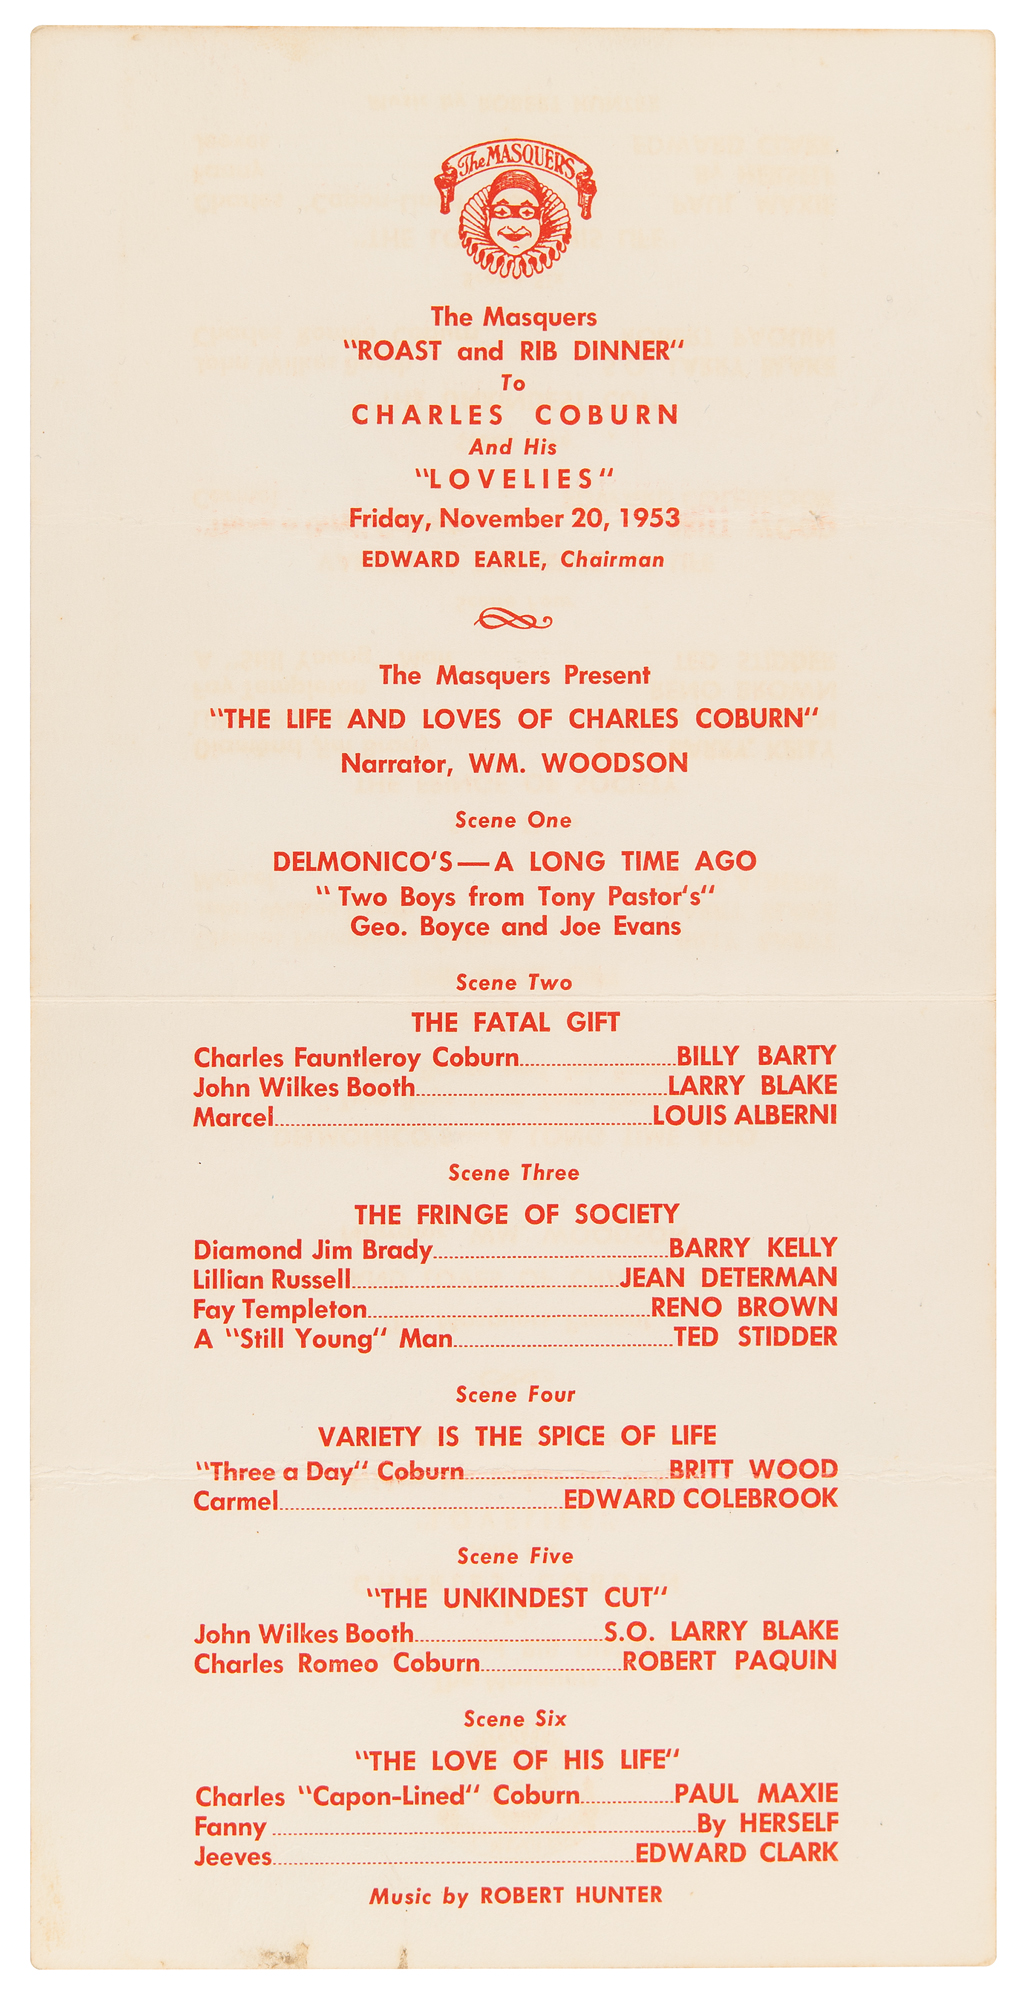 The MASQUERS
The Masquers
"ROAST and RIB DINNER"
To
CHARLES COBURN
And His
"LOVELIES"
Friday, November 20, 1953
EDWARD EARLE, Chairman
The Masquers Present
"THE LIFE AND LOVES OF CHARLES COBURN"
Narrator, WM. WOODSON
Scene One
DELMONICO'S—A LONG TIME AGO
"Two Boys from Tony Pastor's"
Geo. Boyce and Joe Evans
Scene Two
THE FATAL GIFT
Charles Fauntleroy Coburn..........BILLY BARTY
John Wilkes Booth..........LARRY BLAKE
Marcel..........LOUIS ALBERNI
Scene Three
THE FRINGE OF SOCIETY
Diamond Jim Brady..........BARRY KELLY
Lillian Russell..........JEAN DETERMAN
Fay Templeton..........RENO BROWN
A "Still Young" Man..........TED STIDDER
Scene Four
VARIETY IS THE SPICE OF LIFE
"Three a Day" Coburn..........BRITT WOOD
Carmel..........EDWARD COLEBROOK
Scene Five
"THE UNKINDEST CUT"
John Wilkes Booth..........S.O. LARRY BLAKE
Charles Romeo Coburn..........ROBERT PAQUIN
Scene Six
"THE LOVE OF HIS LIFE"
Charles "Capon-Lined" Coburn..........PAUL MAXIE
Fanny..........By HERSELF
Jeeves..........EDWARD CLARK
Music by ROBERT HUNTER